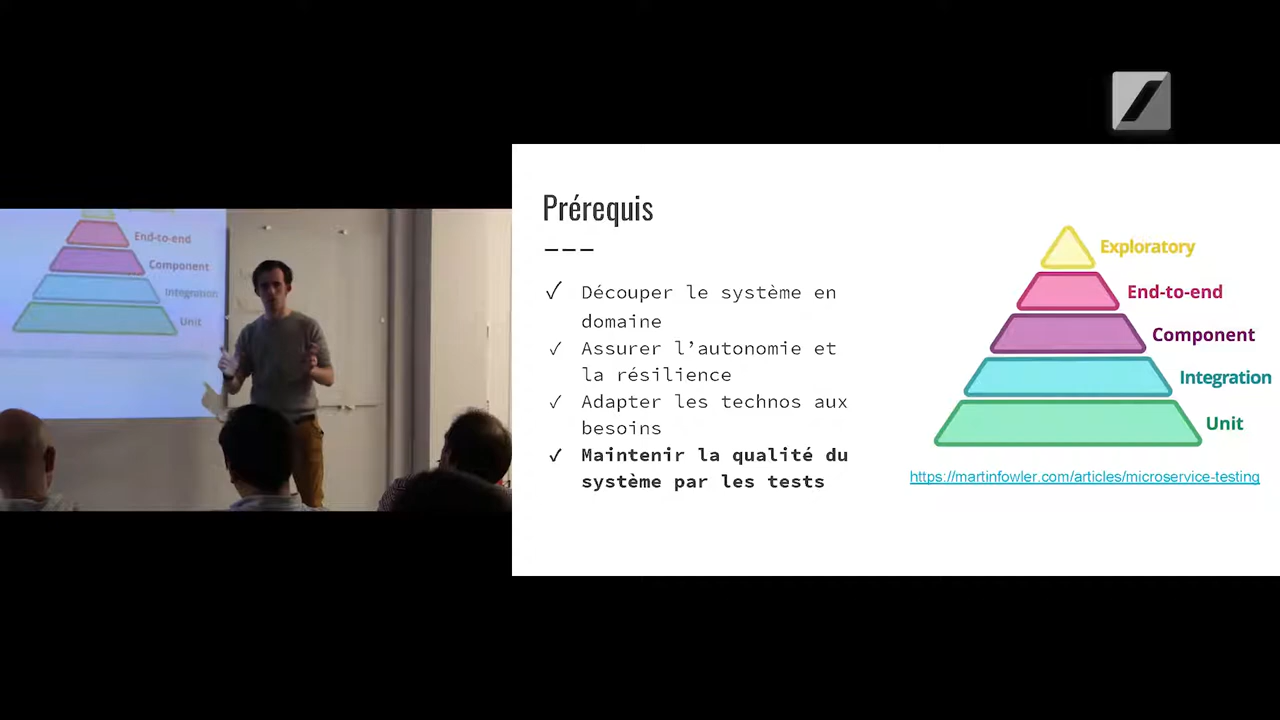 End-to-end
Component
Integration
Unit
Prérequis
✓ Découper le système en
domaine
✓ Assurer l’autonomie et
la résilience
✓ Adapter les technos aux
besoins
✓ Maintenir la qualité du
système par les tests
Exploratory
End-to-end
Component
Integration
Unit
https://martinfowler.com/articles/microservice-testing